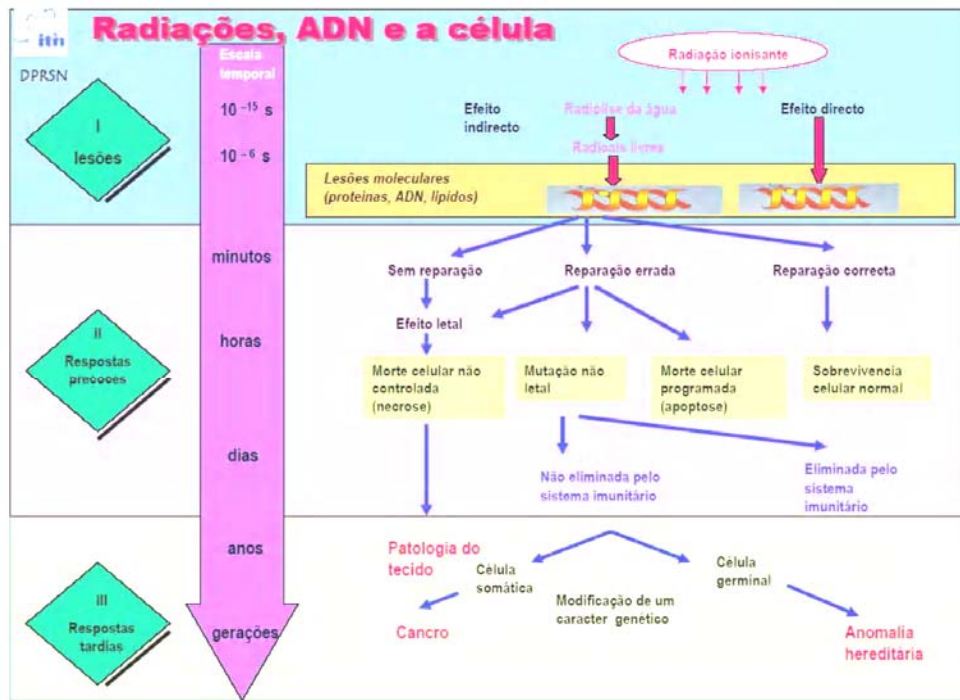 Radiações, ADN e a célula
itn
DPRSN
Escala
temporal
Radiação ionisante
I
lesões
10 -15 s
10 -6 s
Efeito
indirecto
Radiolise da água
Radicais livres
Efeito directo
Lesões moleculares
(proteínas, ADN, lípidos)
minutos
Sem reparação
Reparação errada
Reparação correcta
II
Respostas
precoces
horas
Efeito letal
Morte celular não
controlada
(necrose)
Mutação não
letal
Morte celular
programada
(apoptose)
Sobrevivencia
celular normal
dias
Não eliminada pelo
sistema imunitário
Eliminada pelo
sistema
imunitário
III
Respostas
tardias
anos
Patologia do
tecido
Célula
somática
Célula
germinal
Modificação de um
caracter genético
gerações
Cancro
Anomalia
hereditária